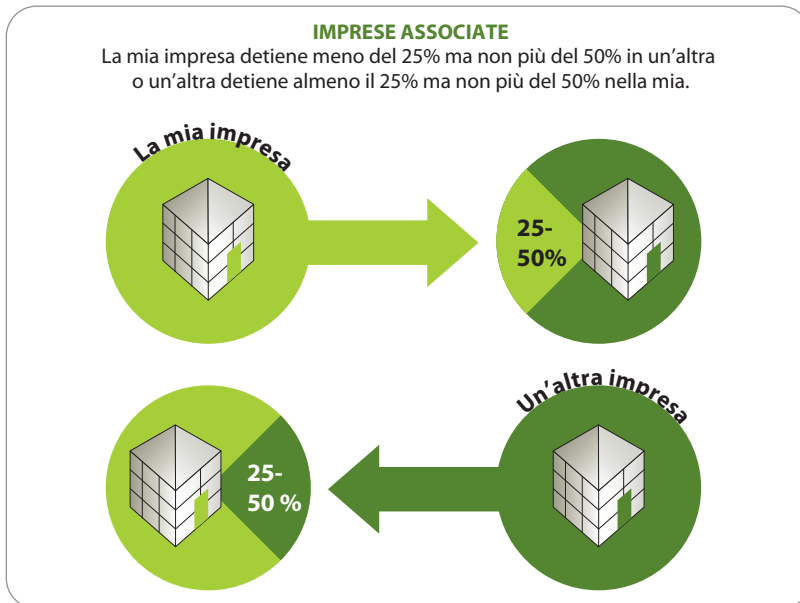 IMPRESE ASSOCIATE
La mia impresa detiene meno del 25% ma non più del 50% in un’altra
o un’altra detiene almeno il 25% ma non più del 50% nella mia.
La mia impresa
25-
50%
Un’altra impresa
25-
50 %